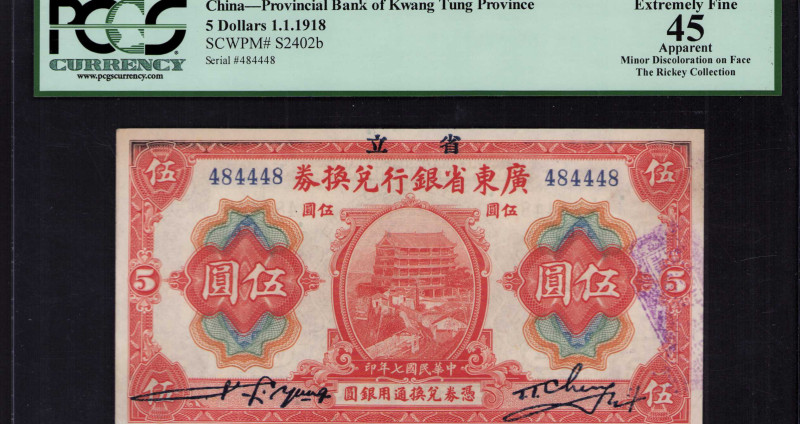 PCGS
CURRENCY
www.pcgscurrency.com
China—Provincial Bank of Kwang Tung Province
5 Dollars 1.1.1918
SCWPM# S2402b
Serial #484448
Extremely Fine
45
Apparent
Minor Discoloration on Face
The Rickey Collection
立 省
伍 伍
券換兌行銀省東廣
484448 484448
圓伍 圓伍
圓伍 圓伍
5 5
印年七國民華中
圓銀用通換兌券憑
伍 伍